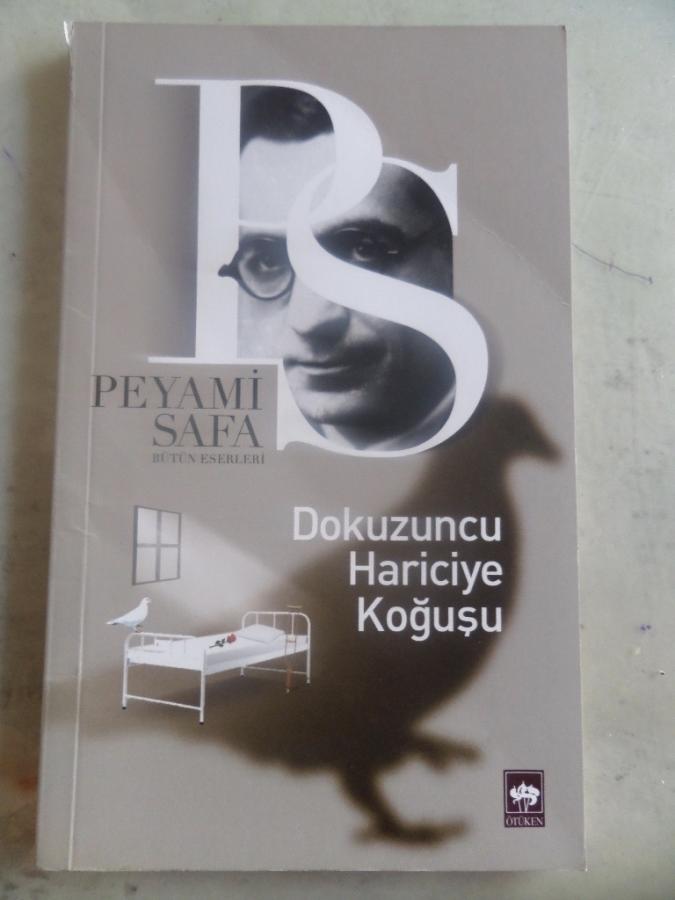 PS
PEYAMİ
SAFA
BÜTÜN ESERLERİ
Dokuzuncu
Hariciye
Koğuşu
ÖTÜKEN